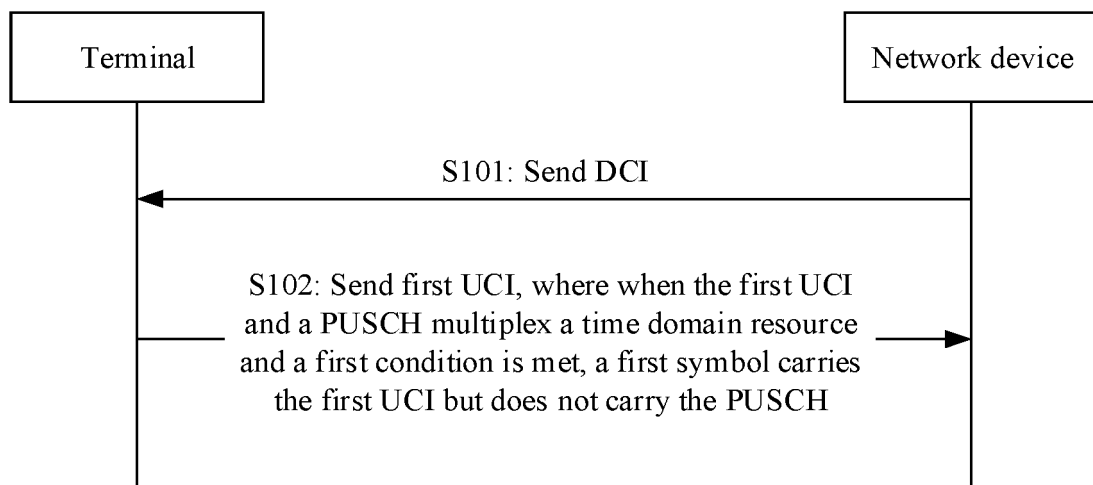 Terminal
Network device
S101: Send DCI
S102: Send first UCI, where when the first UCI
and a PUSCH multiplex a time domain resource
and a first condition is met, a first symbol carries
the first UCI but does not carry the PUSCH